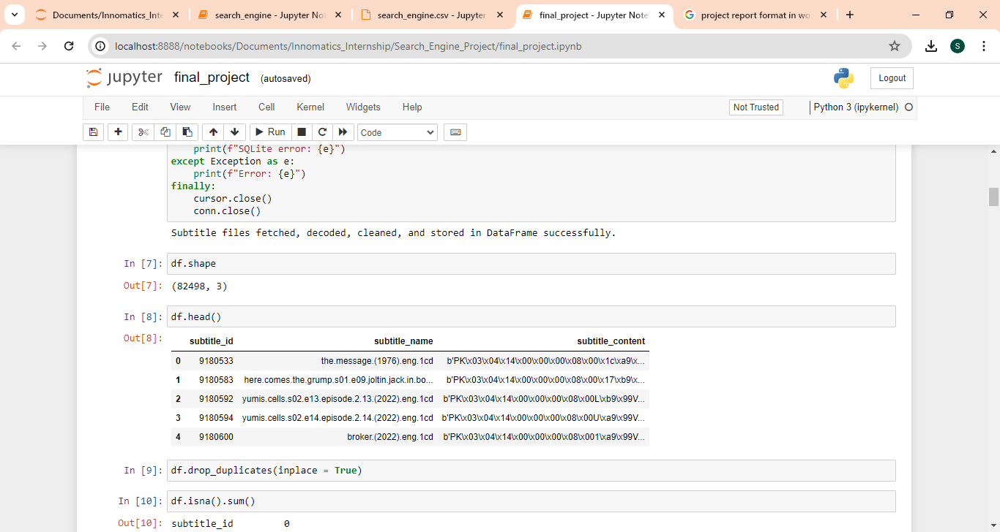 Documents/Innomatics_Inte
search_engine - Jupyter Not
search_engine.csv - Jupyter
final_project - Jupyter Note
project report format in wo
localhost:8888/notebooks/Documents/Innomatics_Internship/Search_Engine_Project/final_project.ipynb
S
jupyter final_project (autosaved)
Logout
File Edit View Insert Cell Kernel Widgets Help
Not Trusted
Python 3 (ipykernel)
Run
Code
print(f"SQLite error: {e}")
except Exception as e:
print(f"Error: {e}")
finally:
cursor.close()
conn.close()
Subtitle files fetched, decoded, cleaned, and stored in DataFrame successfully.
In [7]: df.shape
Out[7]: (82498, 3)
In [8]: df.head()
Out[8]:
subtitle_id subtitle_name subtitle_content
0 9180533 the.message.(1976).eng.1cd b'PK\x03\x04\x14\x00\x00\x00\x08\x00\x1c\xa9\x...
1 9180583 here.comes.the.grump.s01.e09.joltin.jack.in.bo... b'PK\x03\x04\x14\x00\x00\x00\x08\x00\x17\xb9\x...
2 9180592 yumis.cells.s02.e13.episode.2.13.(2022).eng.1cd b'PK\x03\x04\x14\x00\x00\x00\x08\x00L\xb9\x99V...
3 9180594 yumis.cells.s02.e14.episode.2.14.(2022).eng.1cd b'PK\x03\x04\x14\x00\x00\x00\x08\x00U\xa9\x99V...
4 9180600 broker.(2022).eng.1cd b'PK\x03\x04\x14\x00\x00\x00\x08\x001\xa9\x99V...
In [9]: df.drop_duplicates(inplace = True)
In [10]: df.isna().sum()
Out[10]: subtitle_id 0